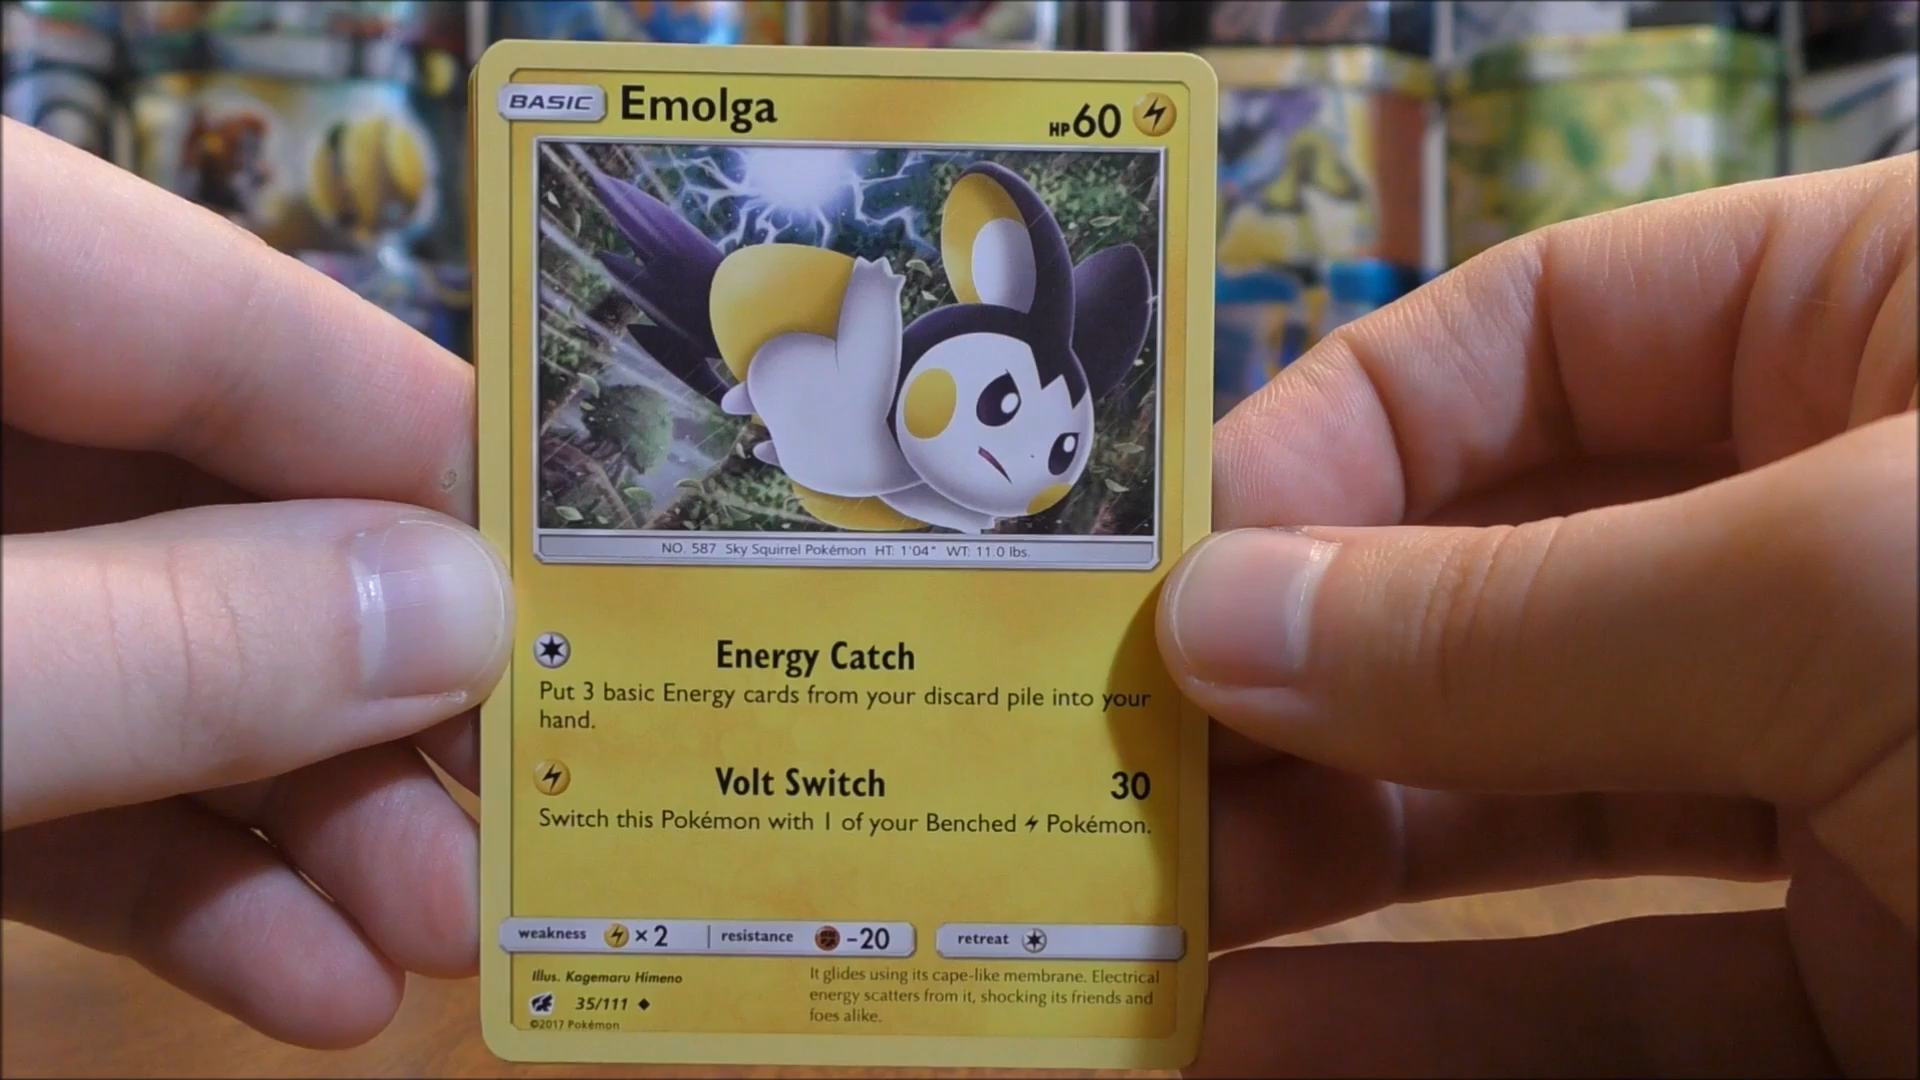 BASIC Emolga HP 60
NO. 587 Sky Squirrel Pokémon HT: 1'04" WT: 11.0 lbs.
Energy Catch
Put 3 basic Energy cards from your discard pile into your
hand.
Volt Switch 30
Switch this Pokémon with 1 of your Benched Pokémon.
weakness ×2 resistance -20 retreat
Illus. Kagemaru Himeno
35/111
©2017 Pokémon
It glides using its cape-like membrane. Electrical
energy scatters from it, shocking its friends and
foes alike.